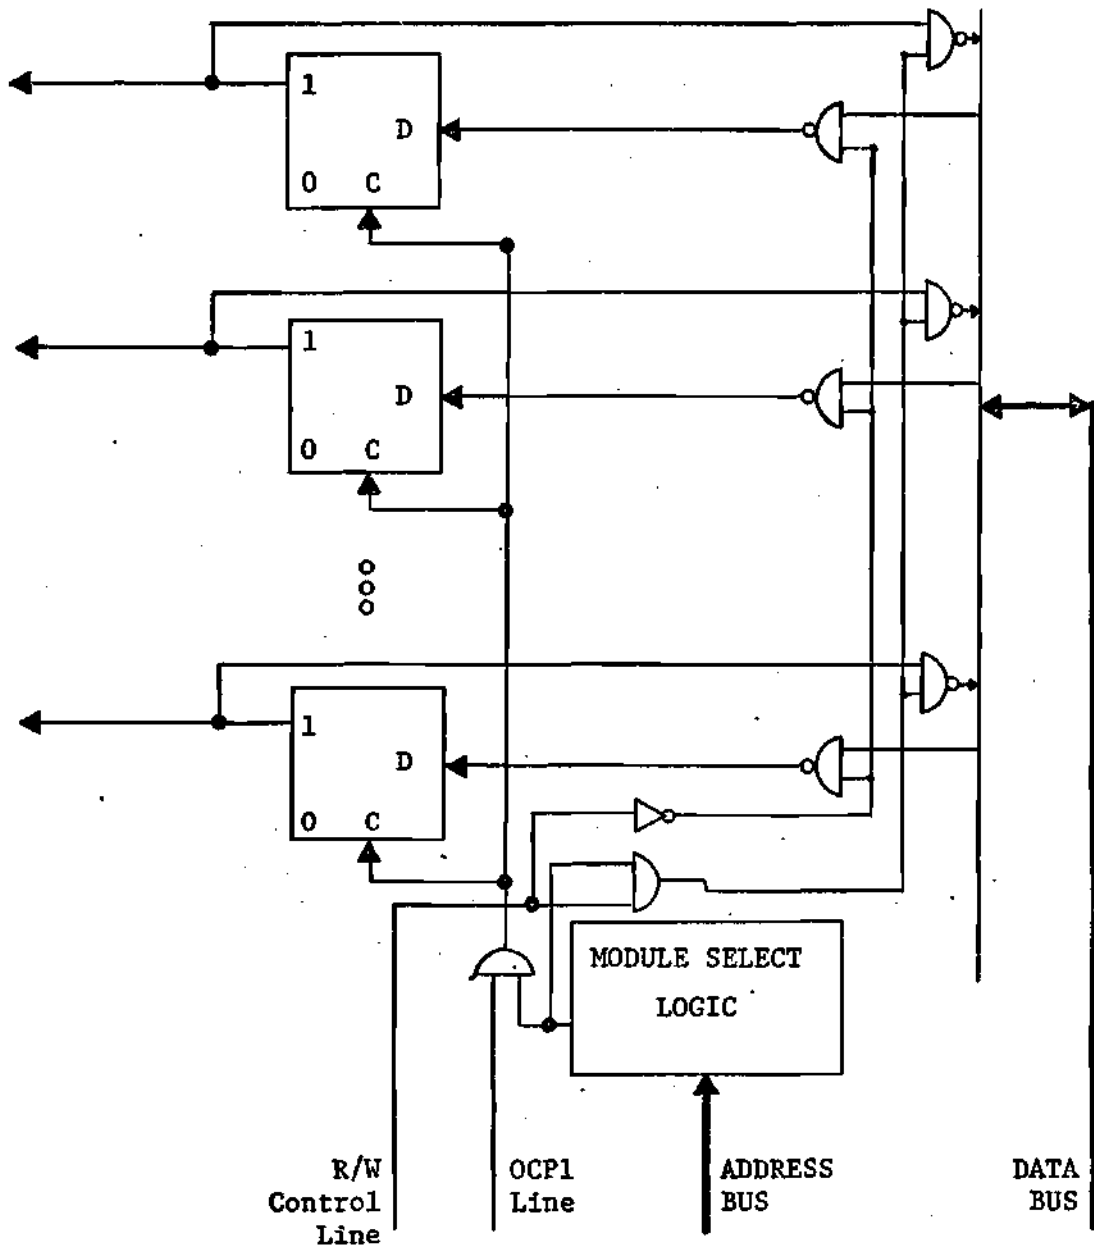 1
D
0 C
1
D
0 C
1
D
0 C
MODULE SELECT
LOGIC
R/W
Control
Line
OCP1
Line
ADDRESS
BUS
DATA
BUS